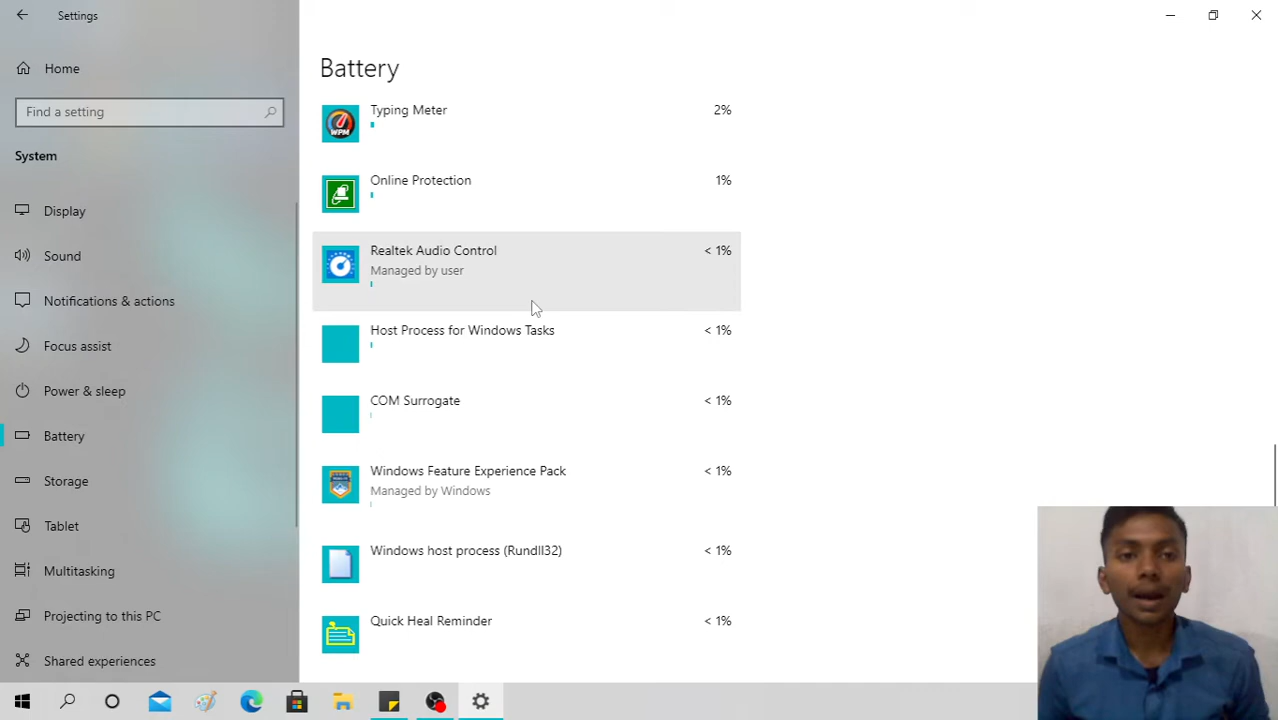 Settings
Home
Find a setting
System
Display
Sound
Notifications & actions
Focus assist
Power & sleep
Battery
Storage
Tablet
Multitasking
Projecting to this PC
Shared experiences
Battery
Typing Meter 2%
WPM
Online Protection 1%
Realtek Audio Control < 1%
Managed by user
Host Process for Windows Tasks < 1%
COM Surrogate < 1%
Windows Feature Experience Pack < 1%
Managed by Windows
Windows host process (Rundll32) < 1%
Quick Heal Reminder < 1%